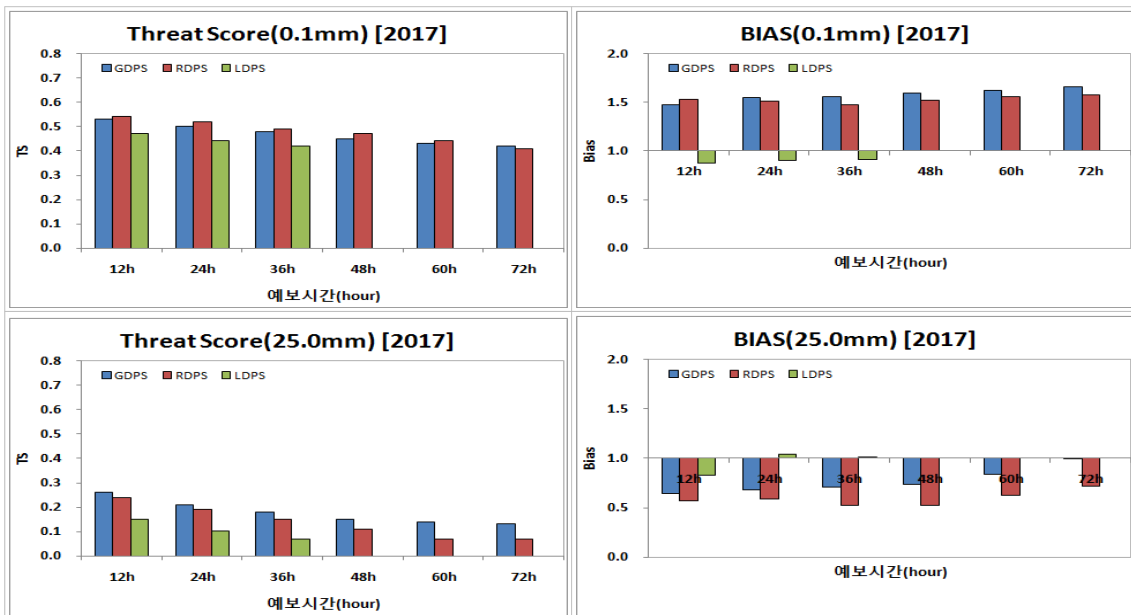 Threat Score(0.1mm) [2017]
0.8
0.7
0.6
0.5
0.4
0.3
0.2
0.1
0.0
TS
GDPS RDPS LDPS
12h 24h 36h 48h 60h 72h
예보시간(hour)
BIAS(0.1mm) [2017]
2.0
1.5
1.0
0.5
0.0
Bias
GDPS RDPS LDPS
12h 24h 36h 48h 60h 72h
예보시간(hour)
Threat Score(25.0mm) [2017]
0.8
0.7
0.6
0.5
0.4
0.3
0.2
0.1
0.0
TS
GDPS RDPS LDPS
12h 24h 36h 48h 60h 72h
예보시간(hour)
BIAS(25.0mm) [2017]
2.0
1.5
1.0
0.5
0.0
Bias
GDPS RDPS LDPS
12h 24h 36h 48h 60h 72h
예보시간(hour)